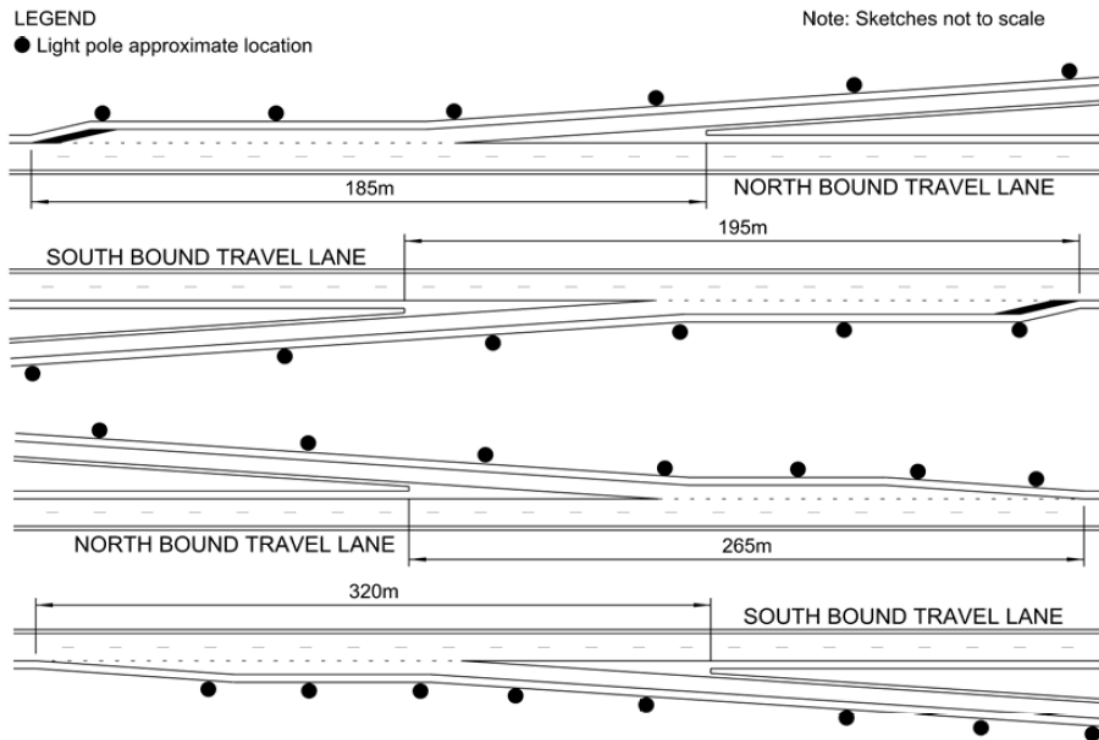 LEGEND
Note: Sketches not to scale
Light pole approximate location
185m
NORTH BOUND TRAVEL LANE
195m
SOUTH BOUND TRAVEL LANE
NORTH BOUND TRAVEL LANE
265m
320m
SOUTH BOUND TRAVEL LANE